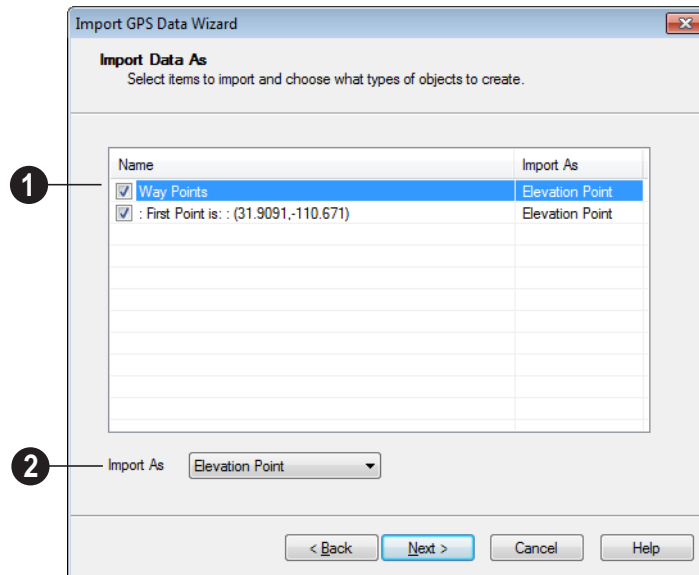 Import GPS Data Wizard
Import Data As
Select items to import and choose what types of objects to create.
Name Import As
1
Way Points Elevation Point
: First Point is: : (31.9091,-110.671) Elevation Point
2
Import As Elevation Point
< Back Next > Cancel Help